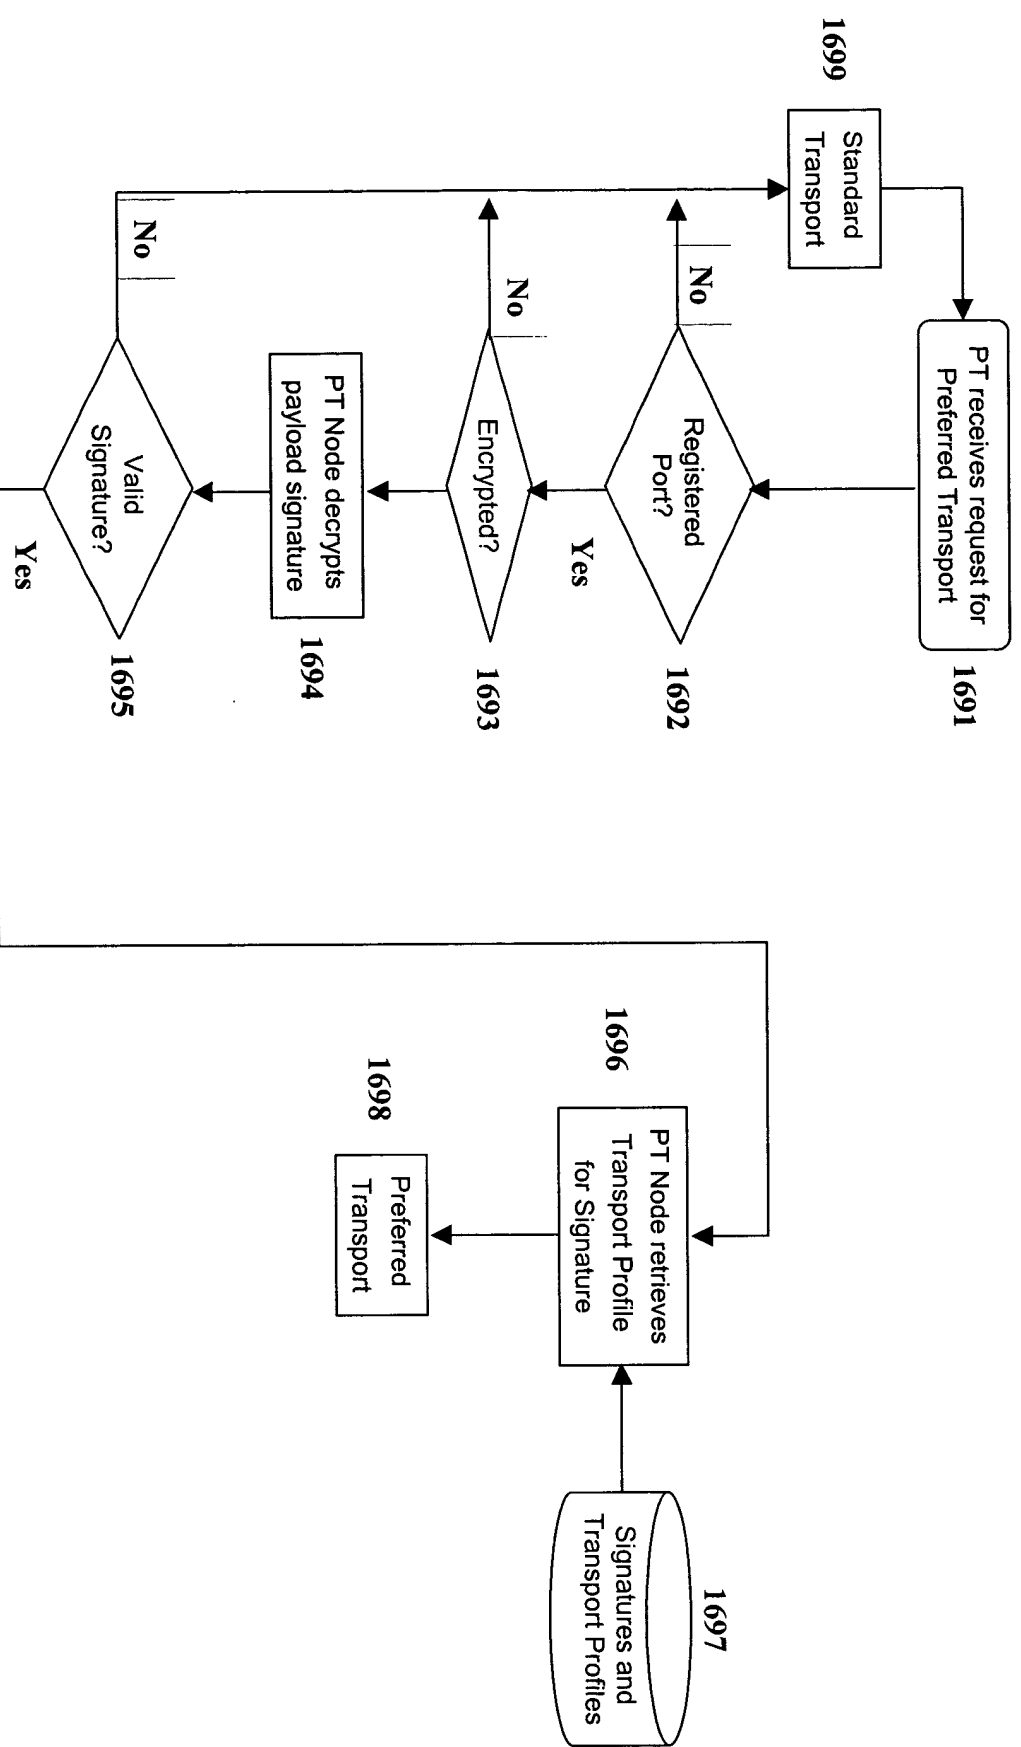 1699
Standard
Transport
PT receives request for
Preferred Transport
1691
No
Registered
Port?
1692
Yes
No
Encrypted?
1693
PT Node decrypts
payload signature
1694
No
Valid
Signature?
1695
Yes
1696
PT Node retrieves
Transport Profile
for Signature
1697
Signatures and
Transport Profiles
1698
Preferred
Transport